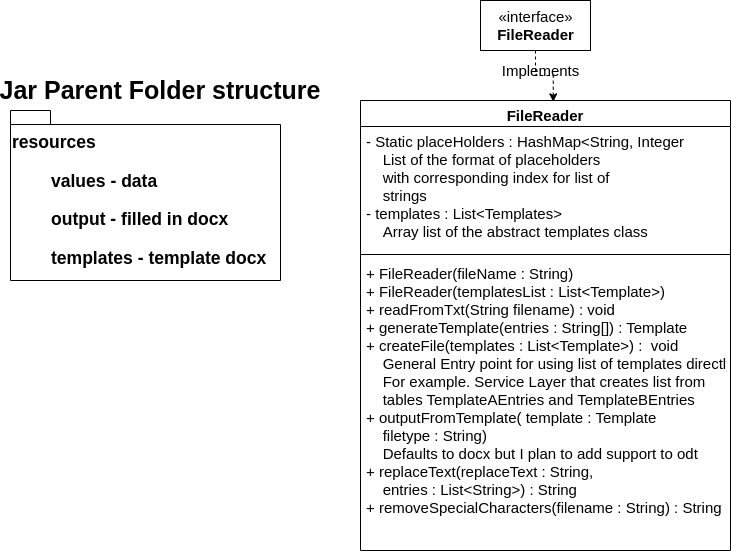 Jar Parent Folder structure
resources
values - data
output - filled in docx
templates - template docx
«interface»
FileReader
Implements
FileReader
- Static placeHolders : HashMap<String, Integer
List of the format of placeholders
with corresponding index for list of
strings
- templates : List<Templates>
Array list of the abstract templates class
+ FileReader(fileName : String)
+ FileReader(templatesList : List<Template>)
+ readFromTxt(String filename) : void
+ generateTemplate(entries : String[]) : Template
+ createFile(templates : List<Template>) :  void
General Entry point for using list of templates directl
For example. Service Layer that creates list from
tables TemplateAEntries and TemplateBEntries
+ outputFromTemplate( template : Template
filetype : String)
Defaults to docx but I plan to add support to odt
+ replaceText(replaceText : String,
entries : List<String>) : String
+ removeSpecialCharacters(filename : String) : String